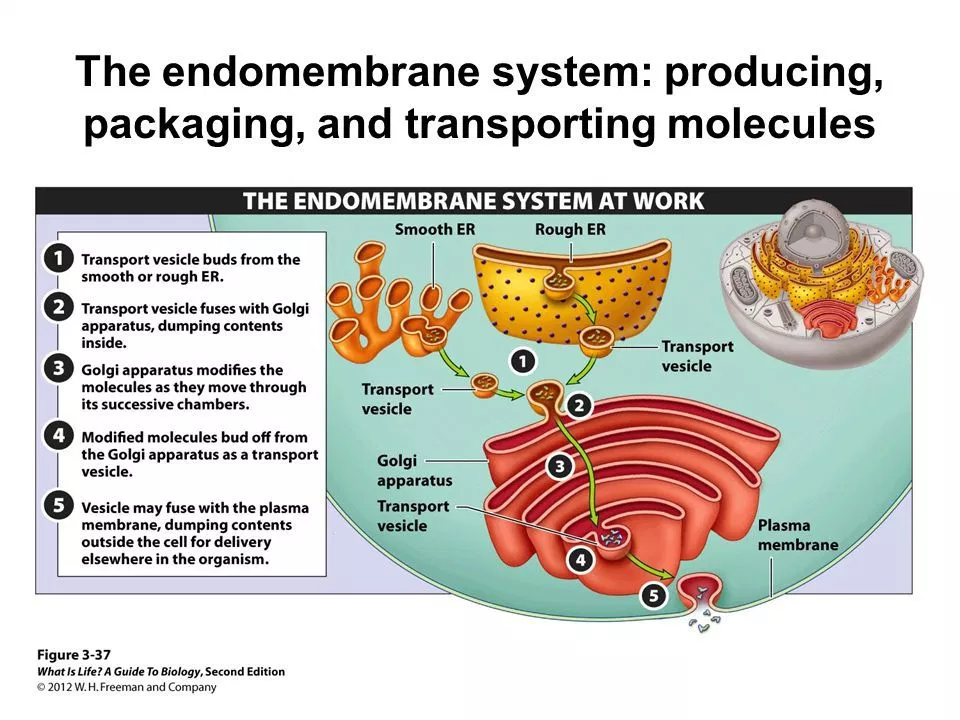 The endomembrane system: producing,
packaging, and transporting molecules
THE ENDOMEMBRANE SYSTEM AT WORK
1 Transport vesicle buds from the
smooth or rough ER.
2 Transport vesicle fuses with Golgi
apparatus, dumping contents
inside.
3 Golgi apparatus modifies the
molecules as they move through
its successive chambers.
4 Modified molecules bud off from
the Golgi apparatus as a transport
vesicle.
5 Vesicle may fuse with the plasma
membrane, dumping contents
outside the cell for delivery
elsewhere in the organism.
Smooth ER
Rough ER
1
Transport
vesicle
Transport
vesicle
2
Golgi
apparatus
3
Transport
vesicle
4
5
Plasma
membrane
Figure 3-37
What Is Life? A Guide To Biology, Second Edition
© 2012 W. H. Freeman and Company